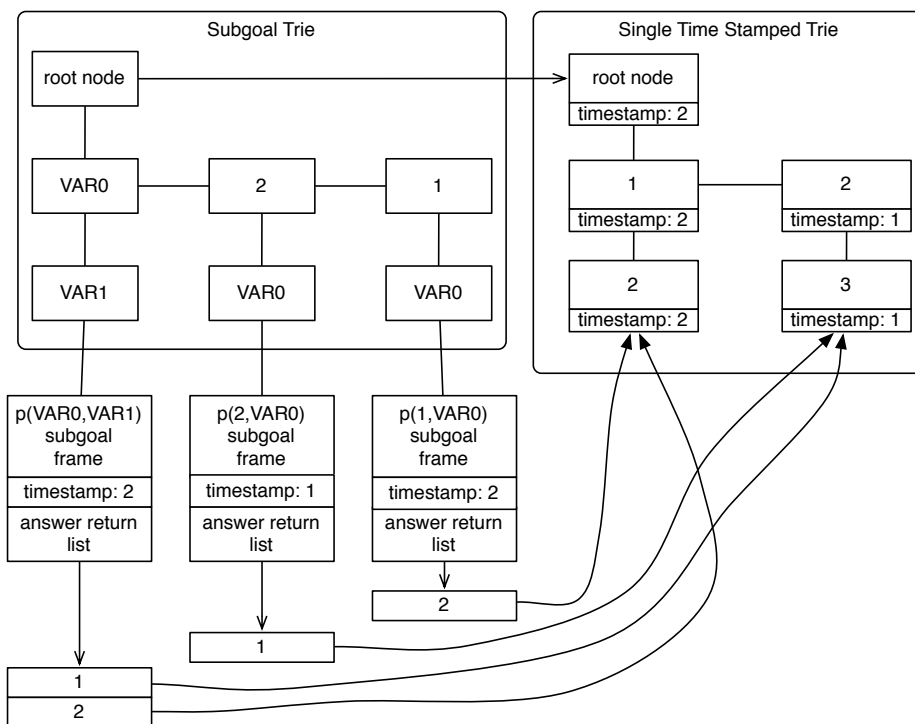 Subgoal Trie
root node
VAR0
2
1
VAR1
VAR0
VAR0
Single Time Stamped Trie
root node
timestamp: 2
1
timestamp: 2
2
timestamp: 1
2
timestamp: 2
3
timestamp: 1
p(VAR0,VAR1)
subgoal
frame
timestamp: 2
answer return
list
p(2,VAR0)
subgoal
frame
timestamp: 1
answer return
list
p(1,VAR0)
subgoal
frame
timestamp: 2
answer return
list
2
1
1
2